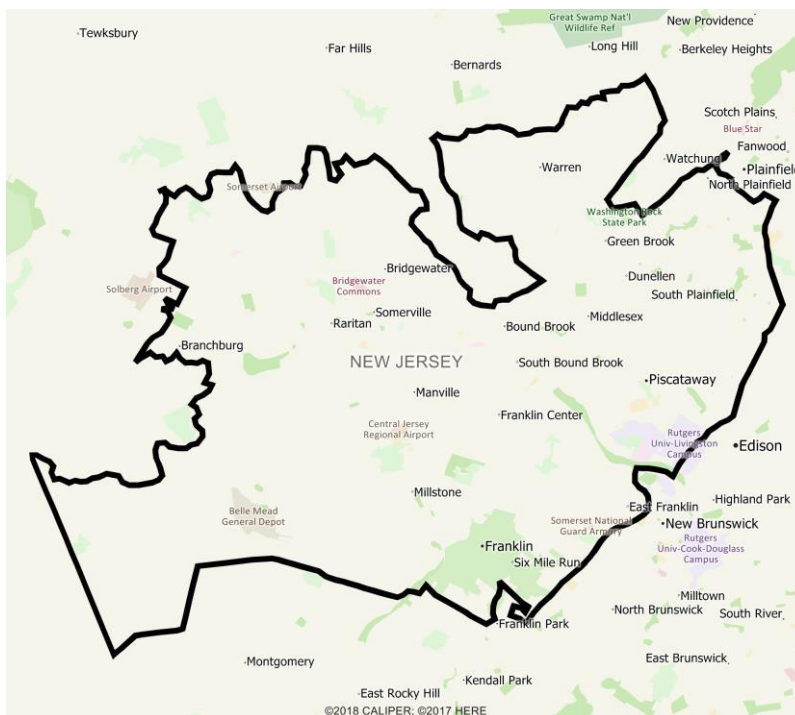 Great Swamp Nat'l
Wildlife Ref
New Providence
Tewksbury
Far Hills
Long Hill
Berkeley Heights
Bernards
Scotch Plains
Blue Star
Fanwood
Warren
Watchung
Plainfield
North Plainfield
Somerset Airport
Washington Rock
State Park
Green Brook
Bridgewater
Dunellen
Solberg Airport
Bridgewater
Commons
South Plainfield
Somerville
Raritan
Bound Brook
Middlesex
Branchburg
NEW JERSEY
South Bound Brook
Piscataway
Manville
Franklin Center
Central Jersey
Regional Airport
Rutgers
Univ-Livingston
Campus
Edison
Millstone
Highland Park
East Franklin
Belle Mead
General Depot
Somerset National
Guard Armory
New Brunswick
Rutgers
Univ-Cook-Douglass
Campus
Franklin
Six Mile Run
Milltown
North Brunswick
South River
Franklin Park
East Brunswick
Montgomery
Kendall Park
East Rocky Hill
©2018 CALIPER; ©2017 HERE